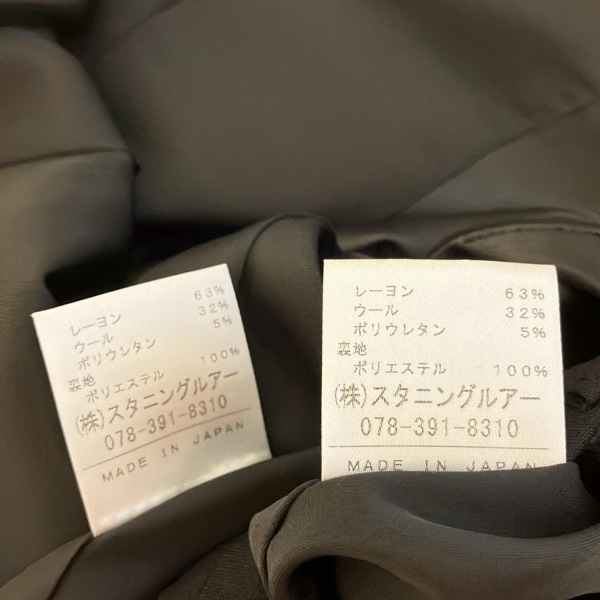 レーヨン 63%
ウール 32%
ポリウレタン 5%
裏地
ポリエステル 100%
(株)スタニングルアー
078-391-8310
MADE IN JAPAN
レーヨン 63%
ウール 32%
ポリウレタン 5%
裏地
ポリエステル 100%
(株)スタニングルアー
078-391-8310
MADE IN JAPAN